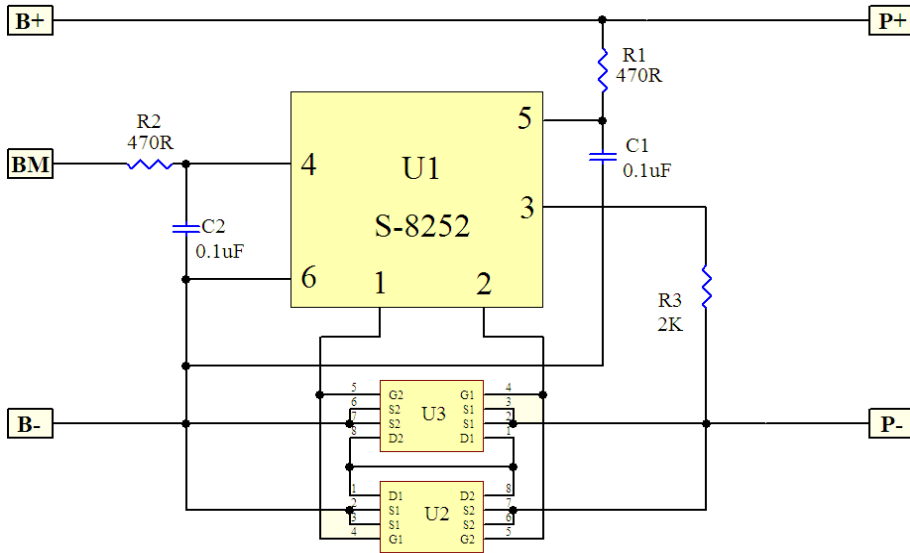 B+
P+
R1
470R
R2
470R
BM
4
5
U1
S-8252
3
C1
0.1uF
C2
0.1uF
6
1
2
R3
2K
B-
P-
5 G2 G1 4
6 S2 S1 3
7 S2 U3 S1 2
8 D2 D1 1
1 D1 D2 8
2 S1 U2 S2 7
3 S1 S2 6
4 G1 G2 5